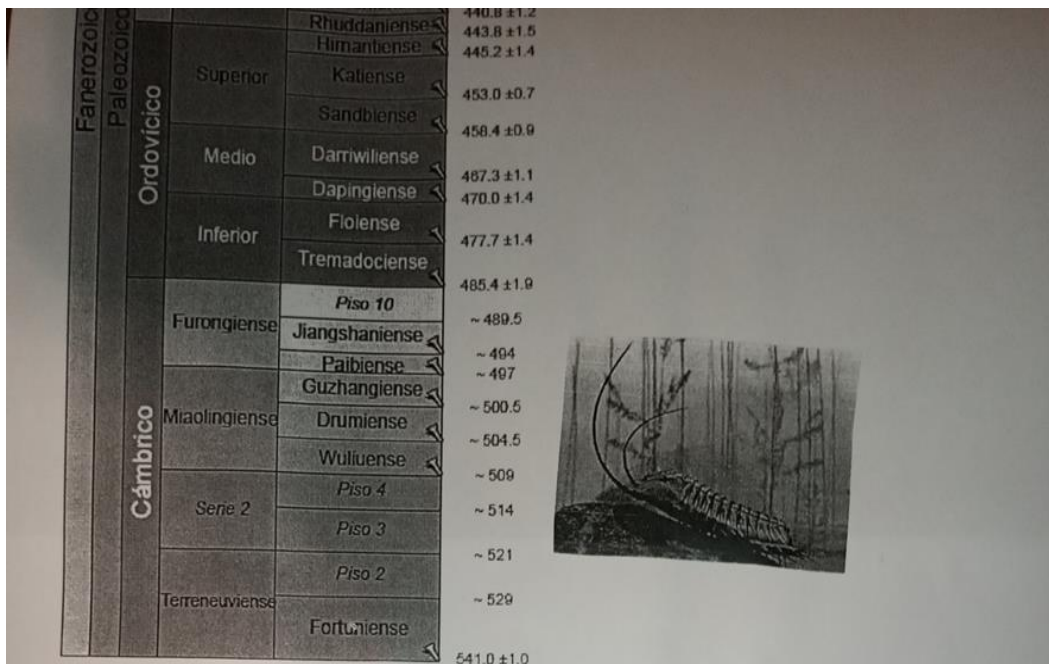 440.8 ±1.2
Rhuddaniense
443.8 ±1.5
Hirnantiense
445.2 ±1.4
Fanerozoico
Paleozoico
Ordovícico
Superior
Katiense
453.0 ±0.7
Sandbiense
458.4 ±0.9
Medio
Darriwiliense
467.3 ±1.1
Dapingiense
470.0 ±1.4
Inferior
Floiense
477.7 ±1.4
Tremadociense
485.4 ±1.9
Cámbrico
Furongiense
Piso 10
~ 489.5
Jiangshaniense
~ 494
Paibiense
~ 497
Miaolingiense
Guzhangiense
~ 500.5
Drumiense
~ 504.5
Wuliuense
~ 509
Serie 2
Piso 4
~ 514
Piso 3
~ 521
Terreneuviense
Piso 2
~ 529
Fortuniense
541.0 ±1.0